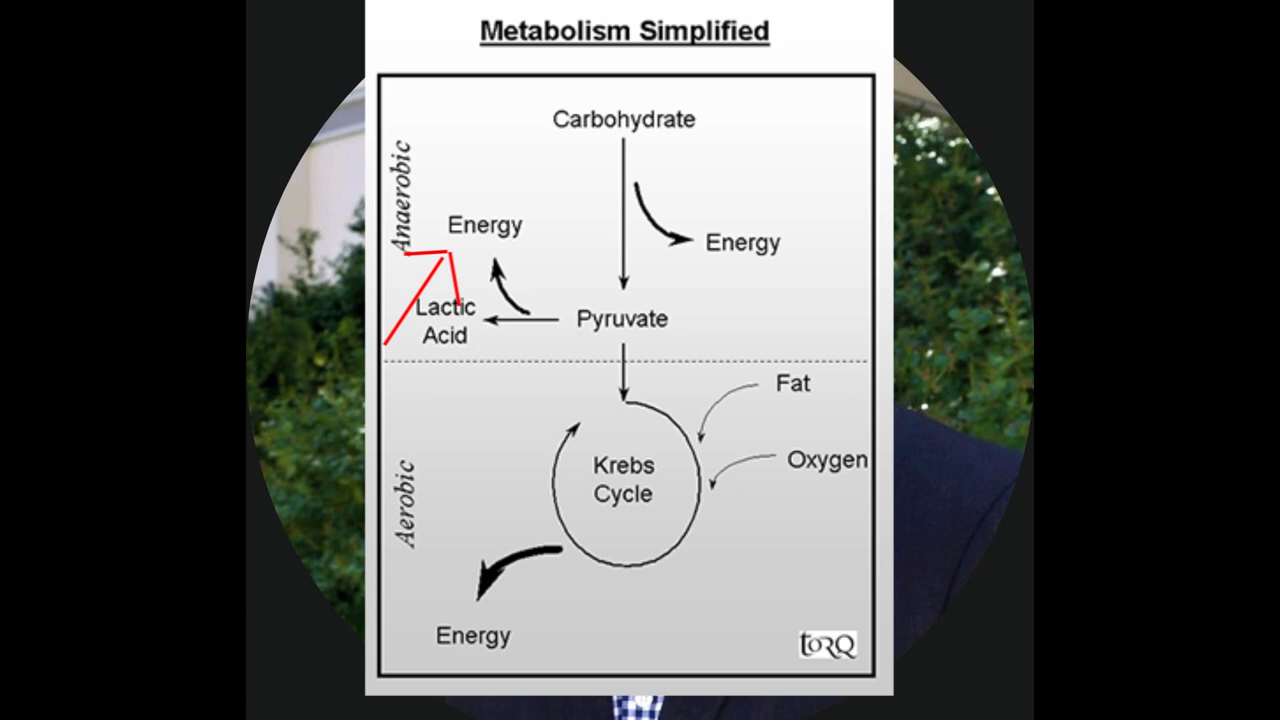 Metabolism Simplified
Carbohydrate
Anaerobic
Energy
Energy
Lactic
Acid
Pyruvate
Fat
Oxygen
Krebs
Cycle
Aerobic
Energy
torQ